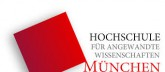 HOCHSCHULE
FÜR ANGEWANDTE
WISSENSCHAFTEN
MÜNCHEN